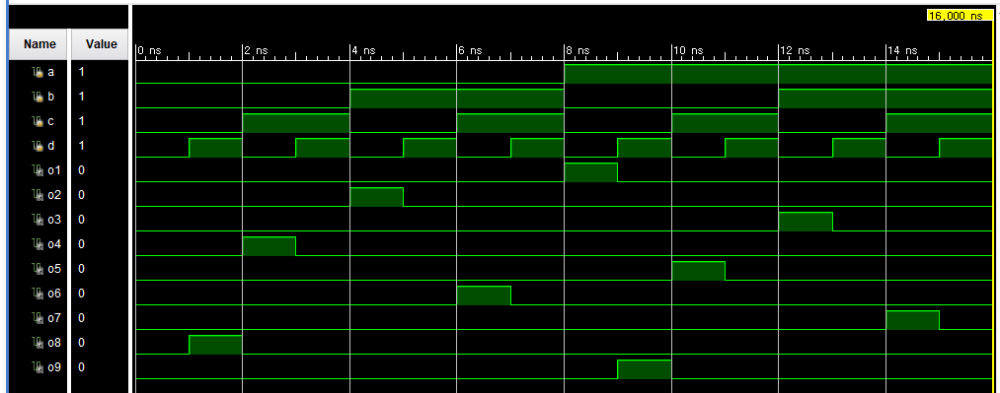 16,000 ns
Name Value
0 ns 2 ns 4 ns 6 ns 8 ns 10 ns 12 ns 14 ns
a 1
b 1
c 1
d 1
o1 0
o2 0
o3 0
o4 0
o5 0
o6 0
o7 0
o8 0
o9 0